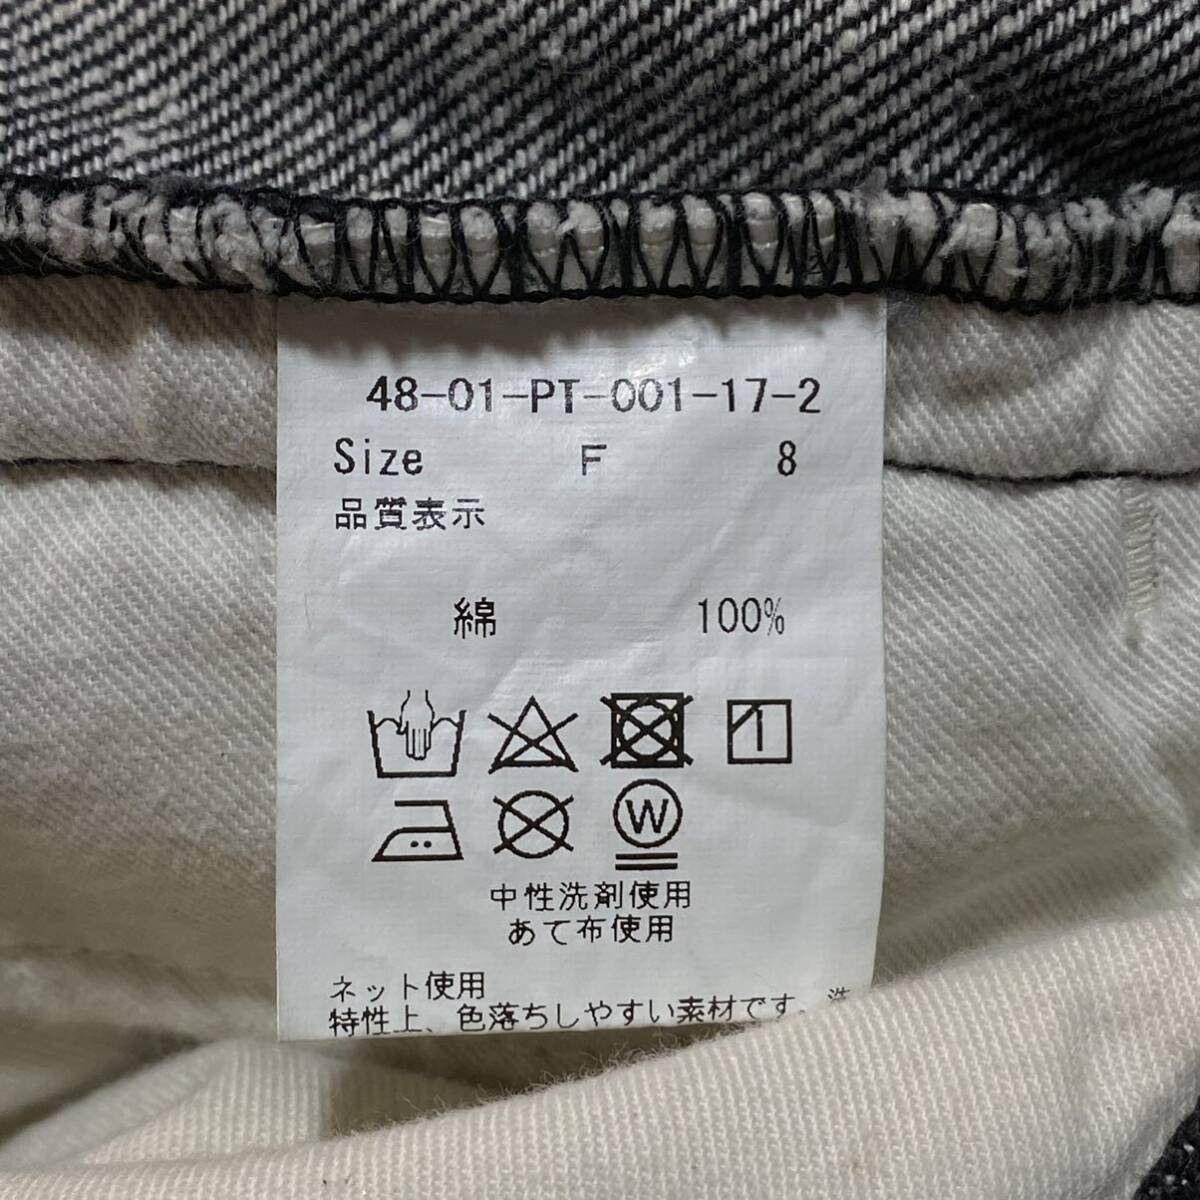 48-01-PT-001-17-2
Size F 8
品質表示
綿 100%
W
中性洗剤使用
あて布使用
ネット使用
特性上、色落ちしやすい素材です。洗